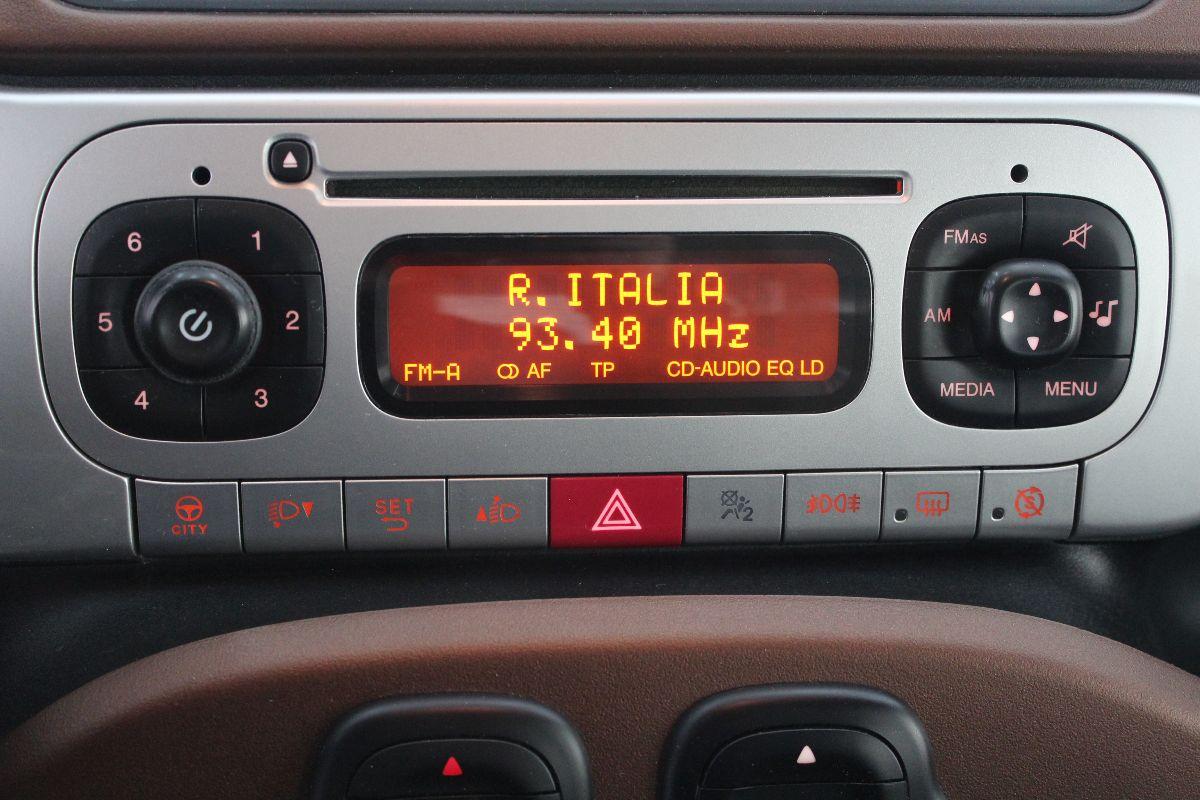 6 1
5 2
4 3
R.ITALIA
93.40 MHz
FM-A AF TP CD-AUDIO EQ LD
FMAS
AM
MEDIA MENU
CITY
SET
2